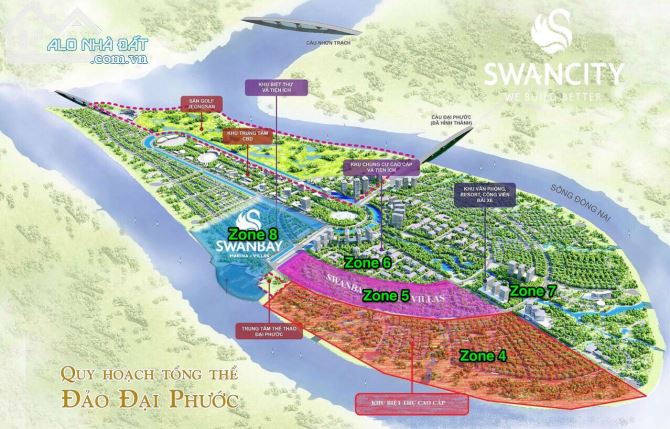 ALO NHÀ ĐẤT
.com.vn
CẦU NHƠN TRẠCH
SWANCITY
WE BUILD BETTER
KHU BIỆT THỰ
VÀ TIỆN ÍCH
SÂN GOLF
JEONGSAN
CẦU ĐẠI PHƯỚC
(ĐÃ HÌNH THÀNH)
KHU TRUNG TÂM
CBD
KHU CHUNG CƯ CAO CẤP
VÀ TIỆN ÍCH
KHU VĂN PHÒNG,
RESORT, CÔNG VIÊN
BÃI XE
SÔNG ĐỒNG NAI
Zone 8
SWANBAY
MARINA VILLAS
Zone 6
Zone 5
VILLAS
Zone 7
TRUNG TÂM THỂ THAO
ĐẠI PHƯỚC
Zone 4
QUY HOẠCH TỔNG THỂ
ĐẢO ĐẠI PHƯỚC
KHU BIỆT THỰ CAO CẤP